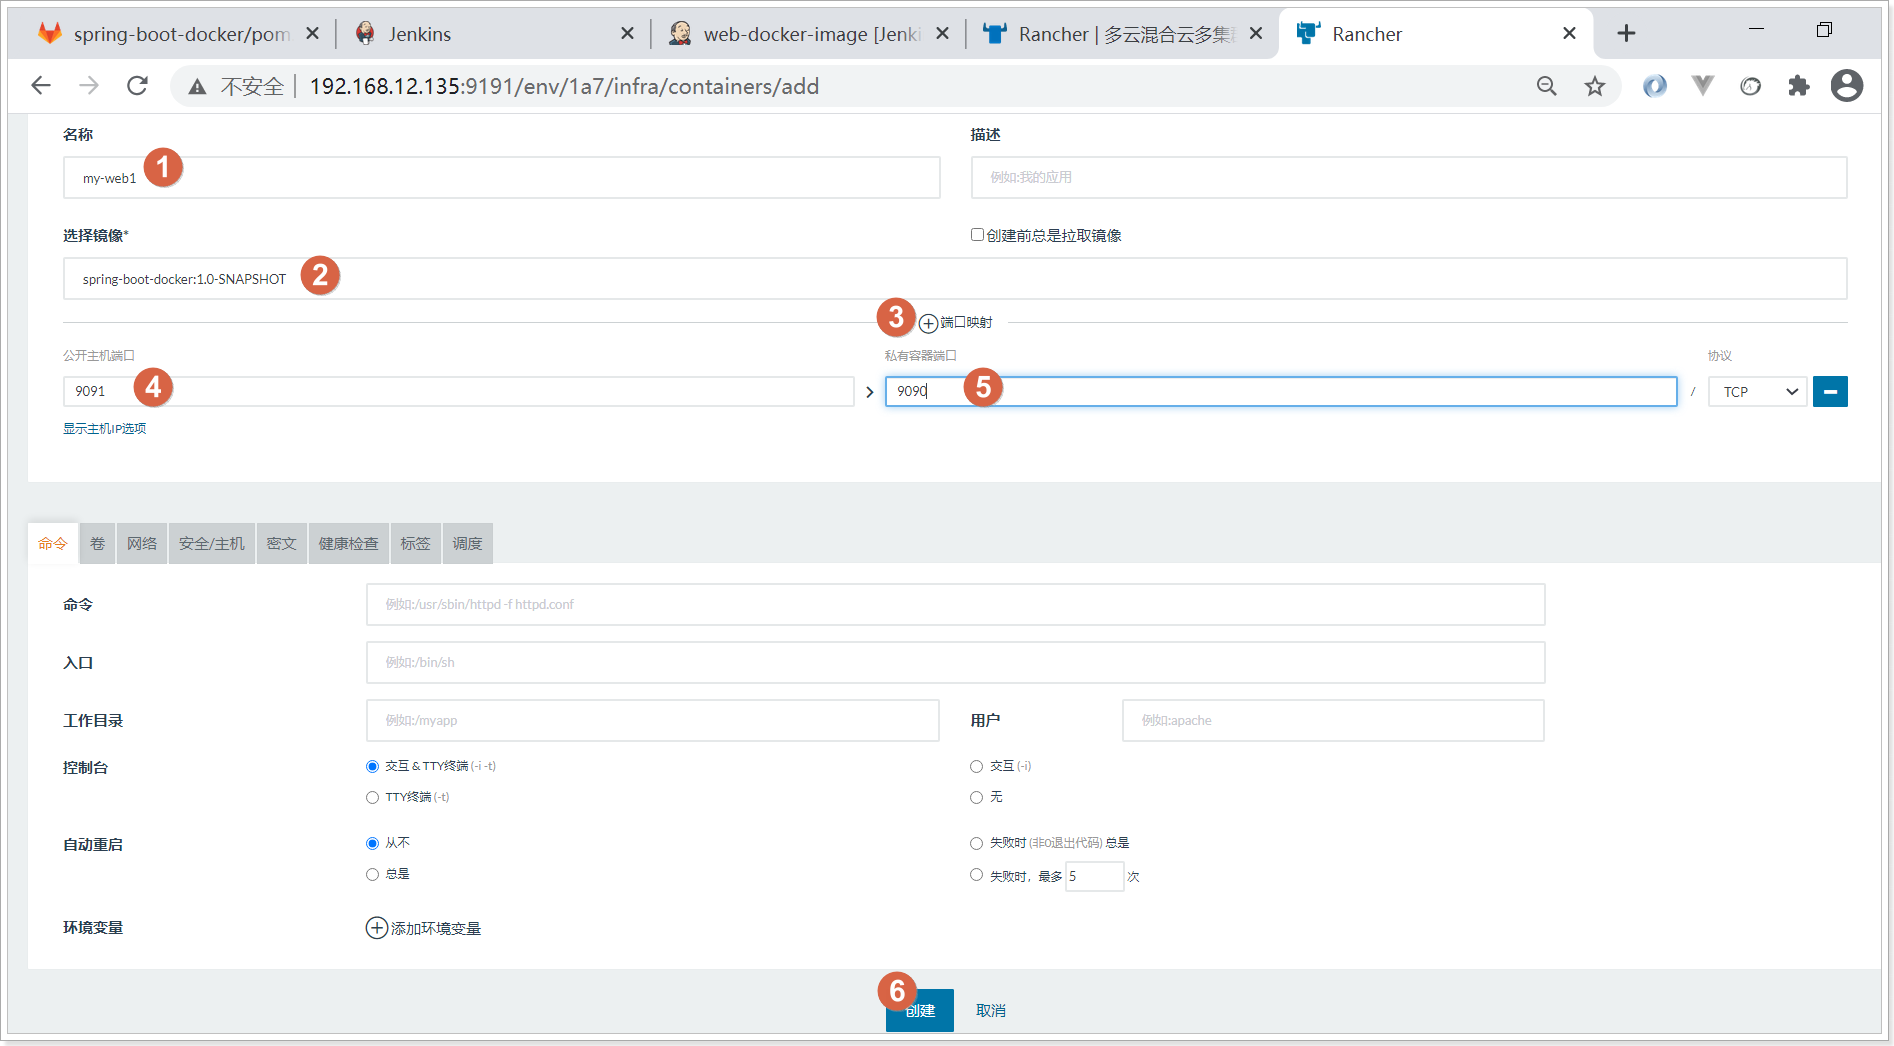 spring-boot-docker/pom
Jenkins
web-docker-image [Jenki
Rancher | 多云混合云多集群
Rancher
不安全
192.168.12.135:9191/env/1a7/infra/containers/add
名称
描述
my-web1
1
例如:我的应用
选择镜像*
创建前总是拉取镜像
spring-boot-docker:1.0-SNAPSHOT
2
3
端口映射
公开主机端口
私有容器端口
协议
9091
4
9090
5
/
TCP
显示主机IP选项
命令
卷
网络
安全/主机
密文
健康检查
标签
调度
命令
例如:/usr/sbin/httpd -f httpd.conf
入口
例如:/bin/sh
工作目录
例如:/myapp
用户
例如:apache
控制台
交互 & TTY终端 (-i -t)
交互 (-i)
TTY终端 (-t)
无
自动重启
从不
失败时 (非0退出代码) 总是
总是
失败时，最多 5 次
环境变量
添加环境变量
6
创建
取消